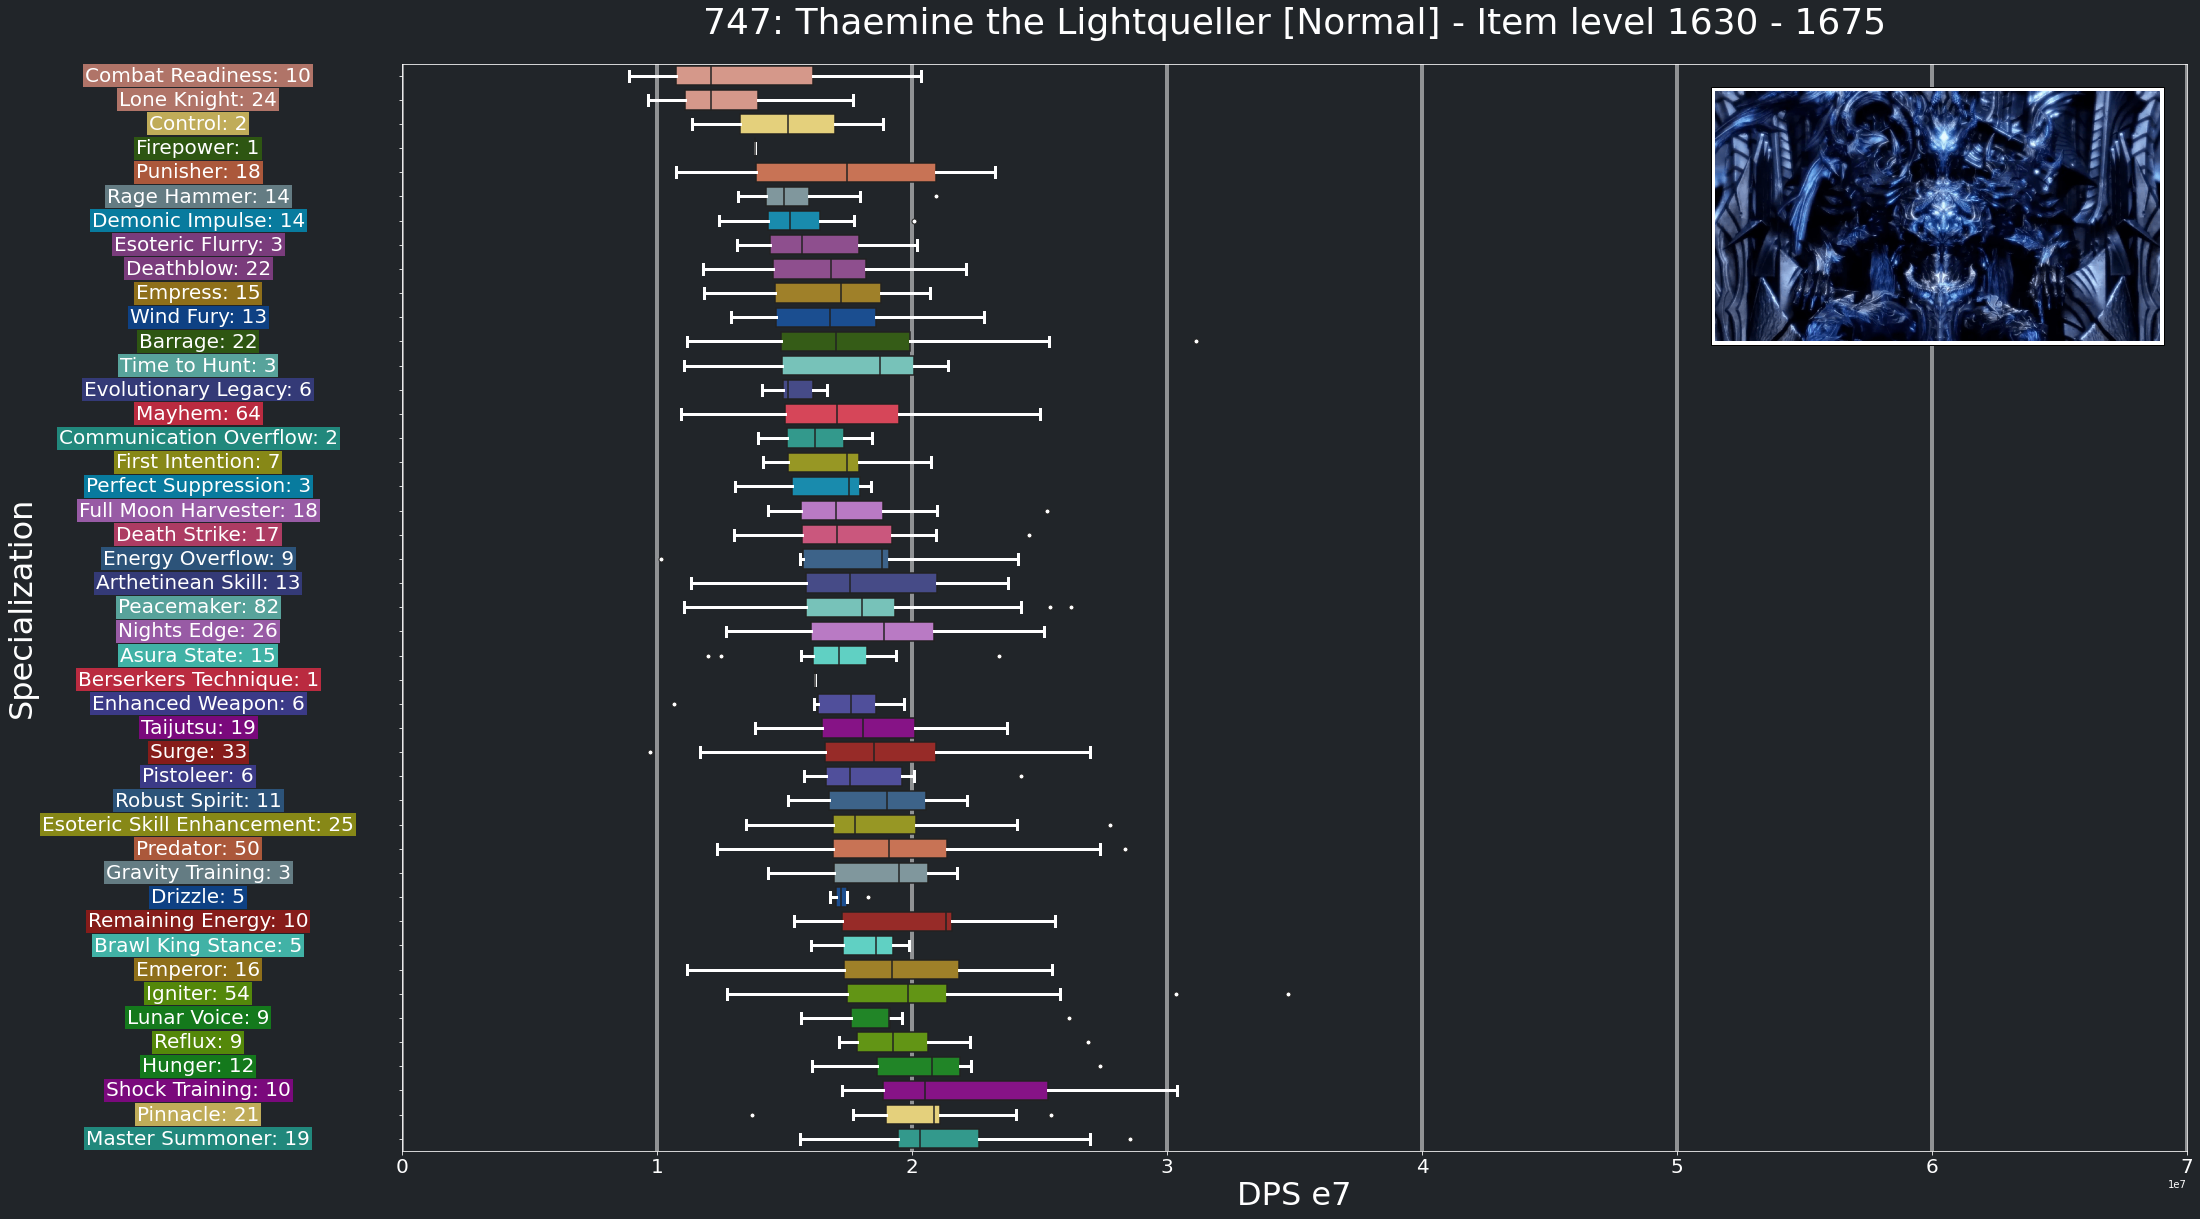 747: Thaemine the Lightqueller [Normal] - Item level 1630 - 1675
Specialization
Combat Readiness: 10
Lone Knight: 24
Control: 2
Firepower: 1
Punisher: 18
Rage Hammer: 14
Demonic Impulse: 14
Esoteric Flurry: 3
Deathblow: 22
Empress: 15
Wind Fury: 13
Barrage: 22
Time to Hunt: 3
Evolutionary Legacy: 6
Mayhem: 64
Communication Overflow: 2
First Intention: 7
Perfect Suppression: 3
Full Moon Harvester: 18
Death Strike: 17
Energy Overflow: 9
Arthetinean Skill: 13
Peacemaker: 82
Nights Edge: 26
Asura State: 15
Berserkers Technique: 1
Enhanced Weapon: 6
Taijutsu: 19
Surge: 33
Pistoleer: 6
Robust Spirit: 11
Esoteric Skill Enhancement: 25
Predator: 50
Gravity Training: 3
Drizzle: 5
Remaining Energy: 10
Brawl King Stance: 5
Emperor: 16
Igniter: 54
Lunar Voice: 9
Reflux: 9
Hunger: 12
Shock Training: 10
Pinnacle: 21
Master Summoner: 19
0 1 2 3 4 5 6 7
1e7
DPS e7